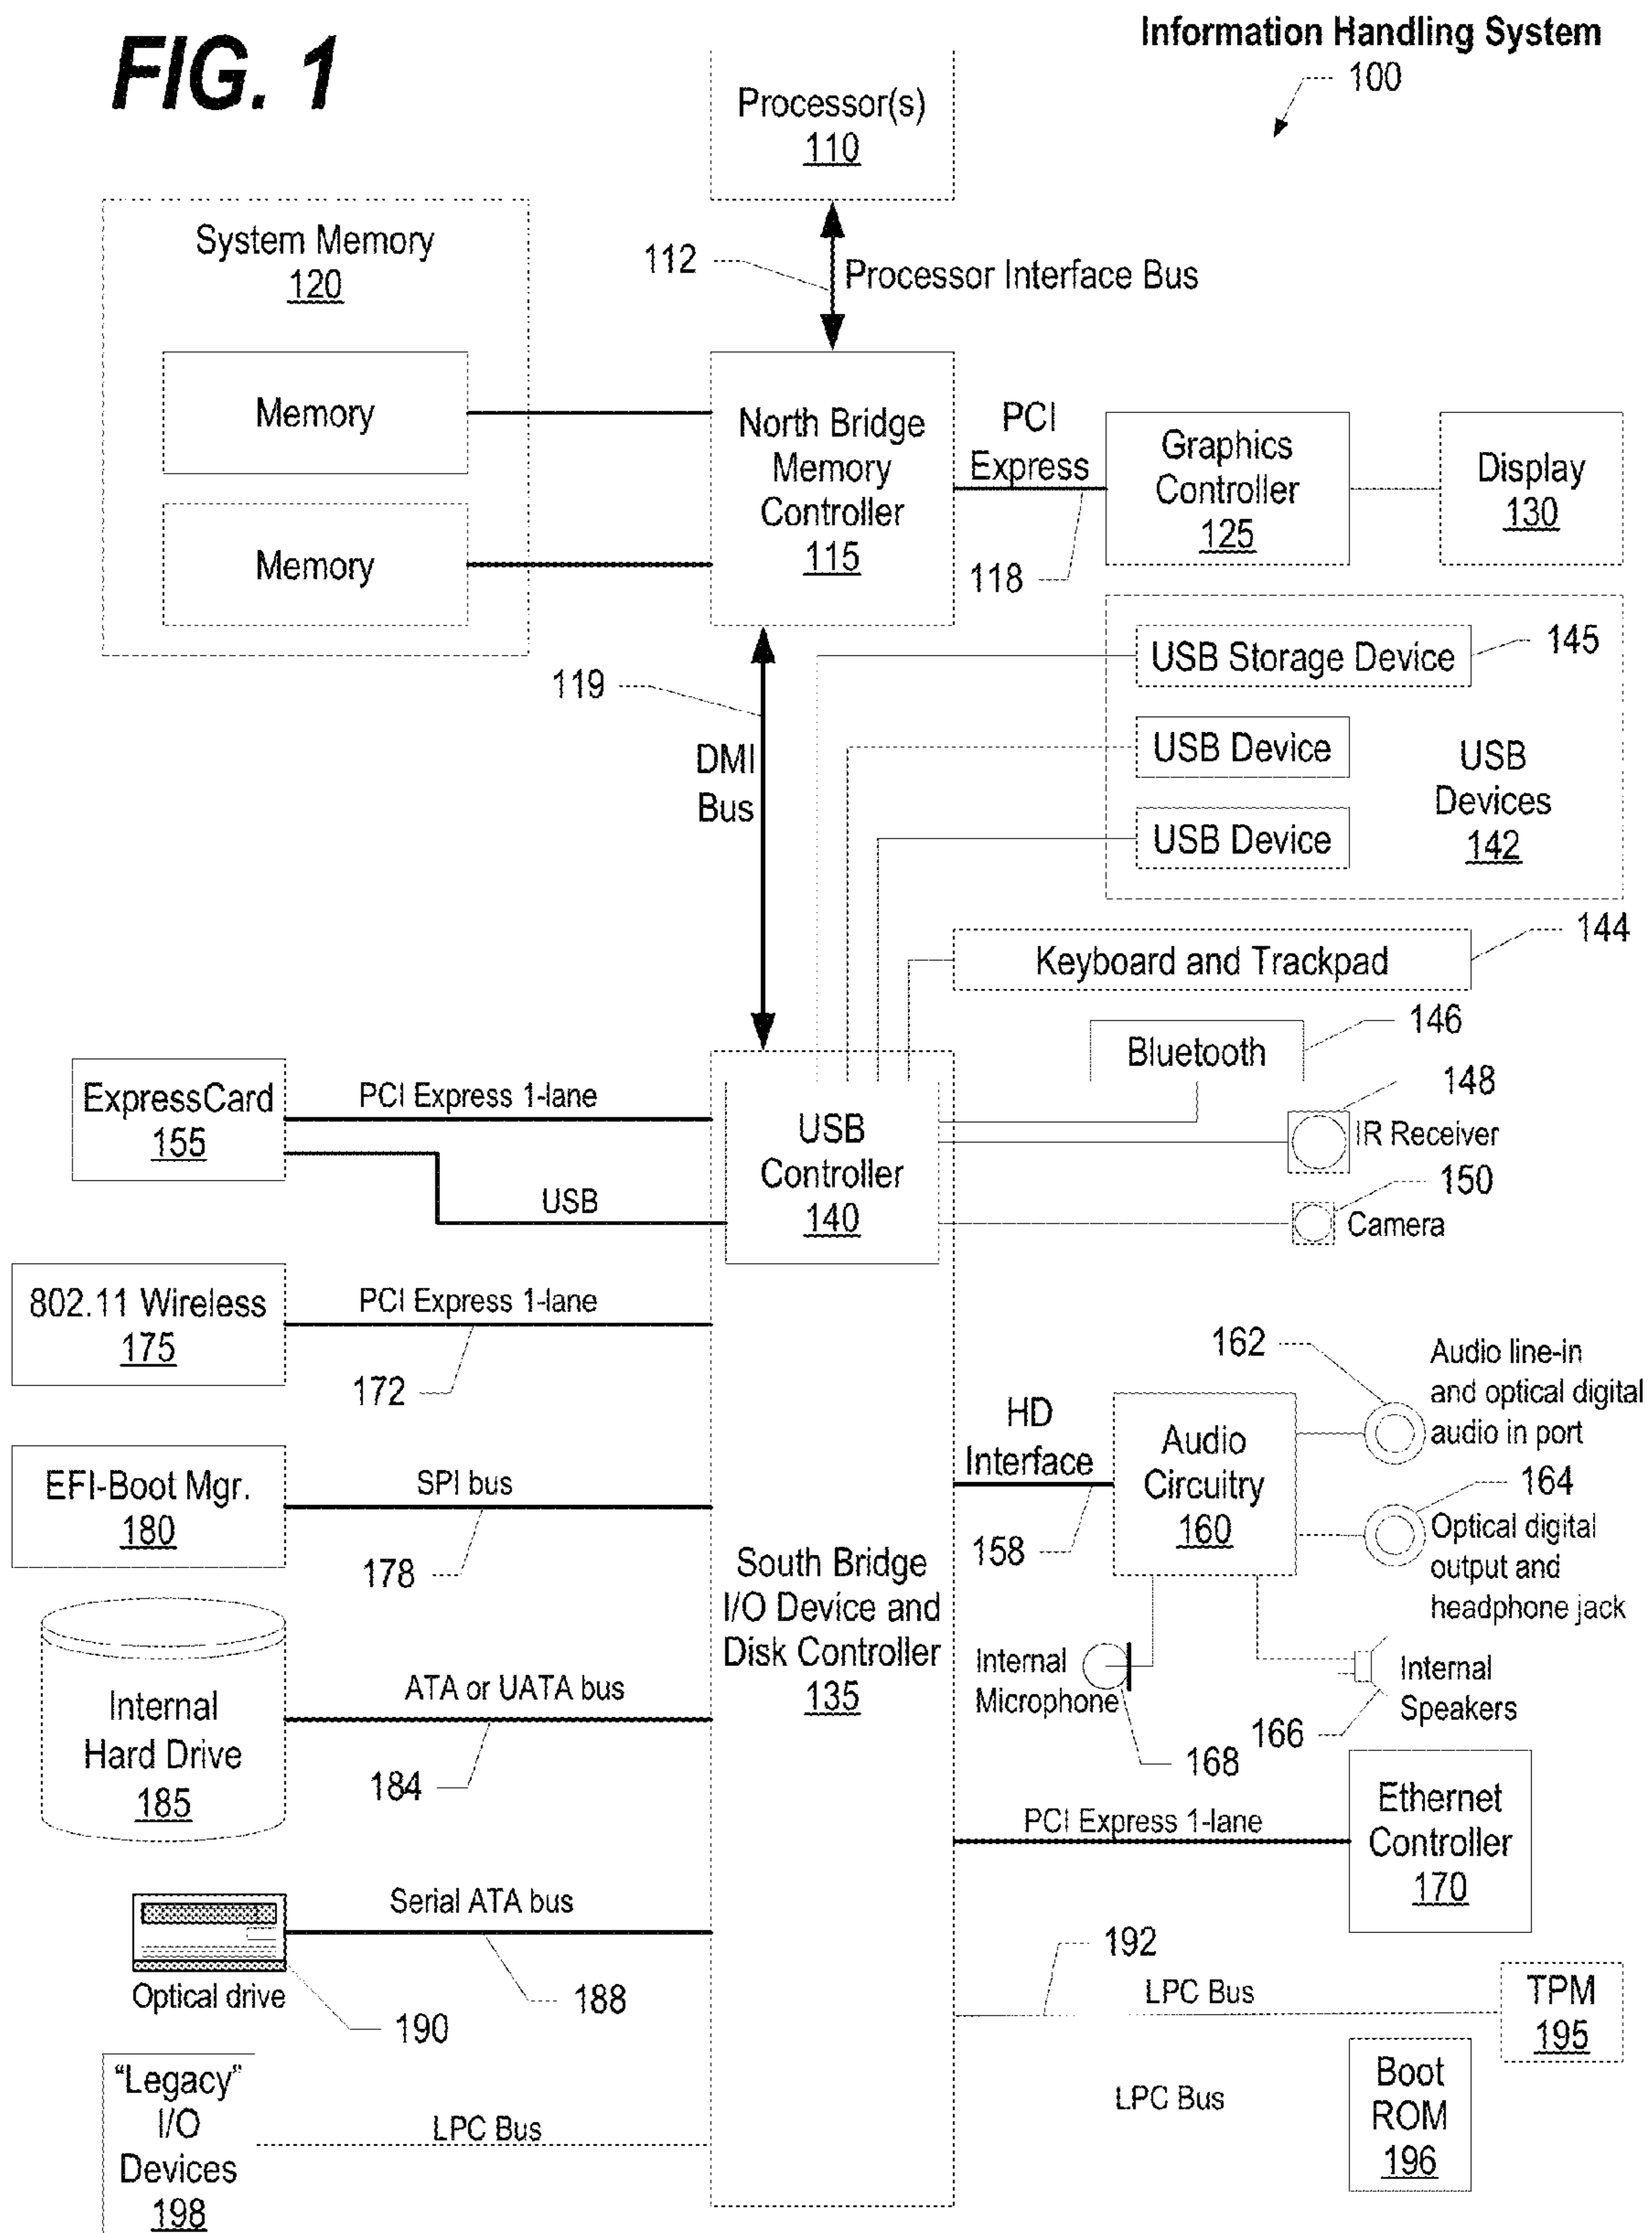 FIG. 1
Information Handling System
100
Processor(s)
110
System Memory
120
112
Processor Interface Bus
Memory
Memory
North Bridge
Memory
Controller
115
PCI
Express
118
Graphics
Controller
125
Display
130
119
DMI
Bus
USB Storage Device
145
USB Device
USB Device
USB
Devices
142
Keyboard and Trackpad
144
Bluetooth
146
148
IR Receiver
150
Camera
ExpressCard
155
PCI Express 1-lane
USB
USB
Controller
140
802.11 Wireless
175
PCI Express 1-lane
172
EFI-Boot Mgr.
180
SPI bus
178
HD
Interface
158
Audio
Circuitry
160
162
Audio line-in
and optical digital
audio in port
164
Optical digital
output and
headphone jack
South Bridge
I/O Device and
Disk Controller
135
Internal
Microphone
168
Internal
Speakers
166
Internal
Hard Drive
185
ATA or UATA bus
184
PCI Express 1-lane
Ethernet
Controller
170
Serial ATA bus
188
Optical drive
190
192
LPC Bus
TPM
195
"Legacy"
I/O
Devices
198
LPC Bus
LPC Bus
Boot
ROM
196